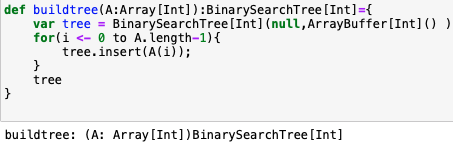 def buildtree(A:Array[Int]):BinarySearchTree[Int]={
    var tree = BinarySearchTree[Int](null,ArrayBuffer[Int]() )
    for(i <- 0 to A.length-1){
        tree.insert(A(i));
    }
    tree
}
buildtree: (A: Array[Int])BinarySearchTree[Int]